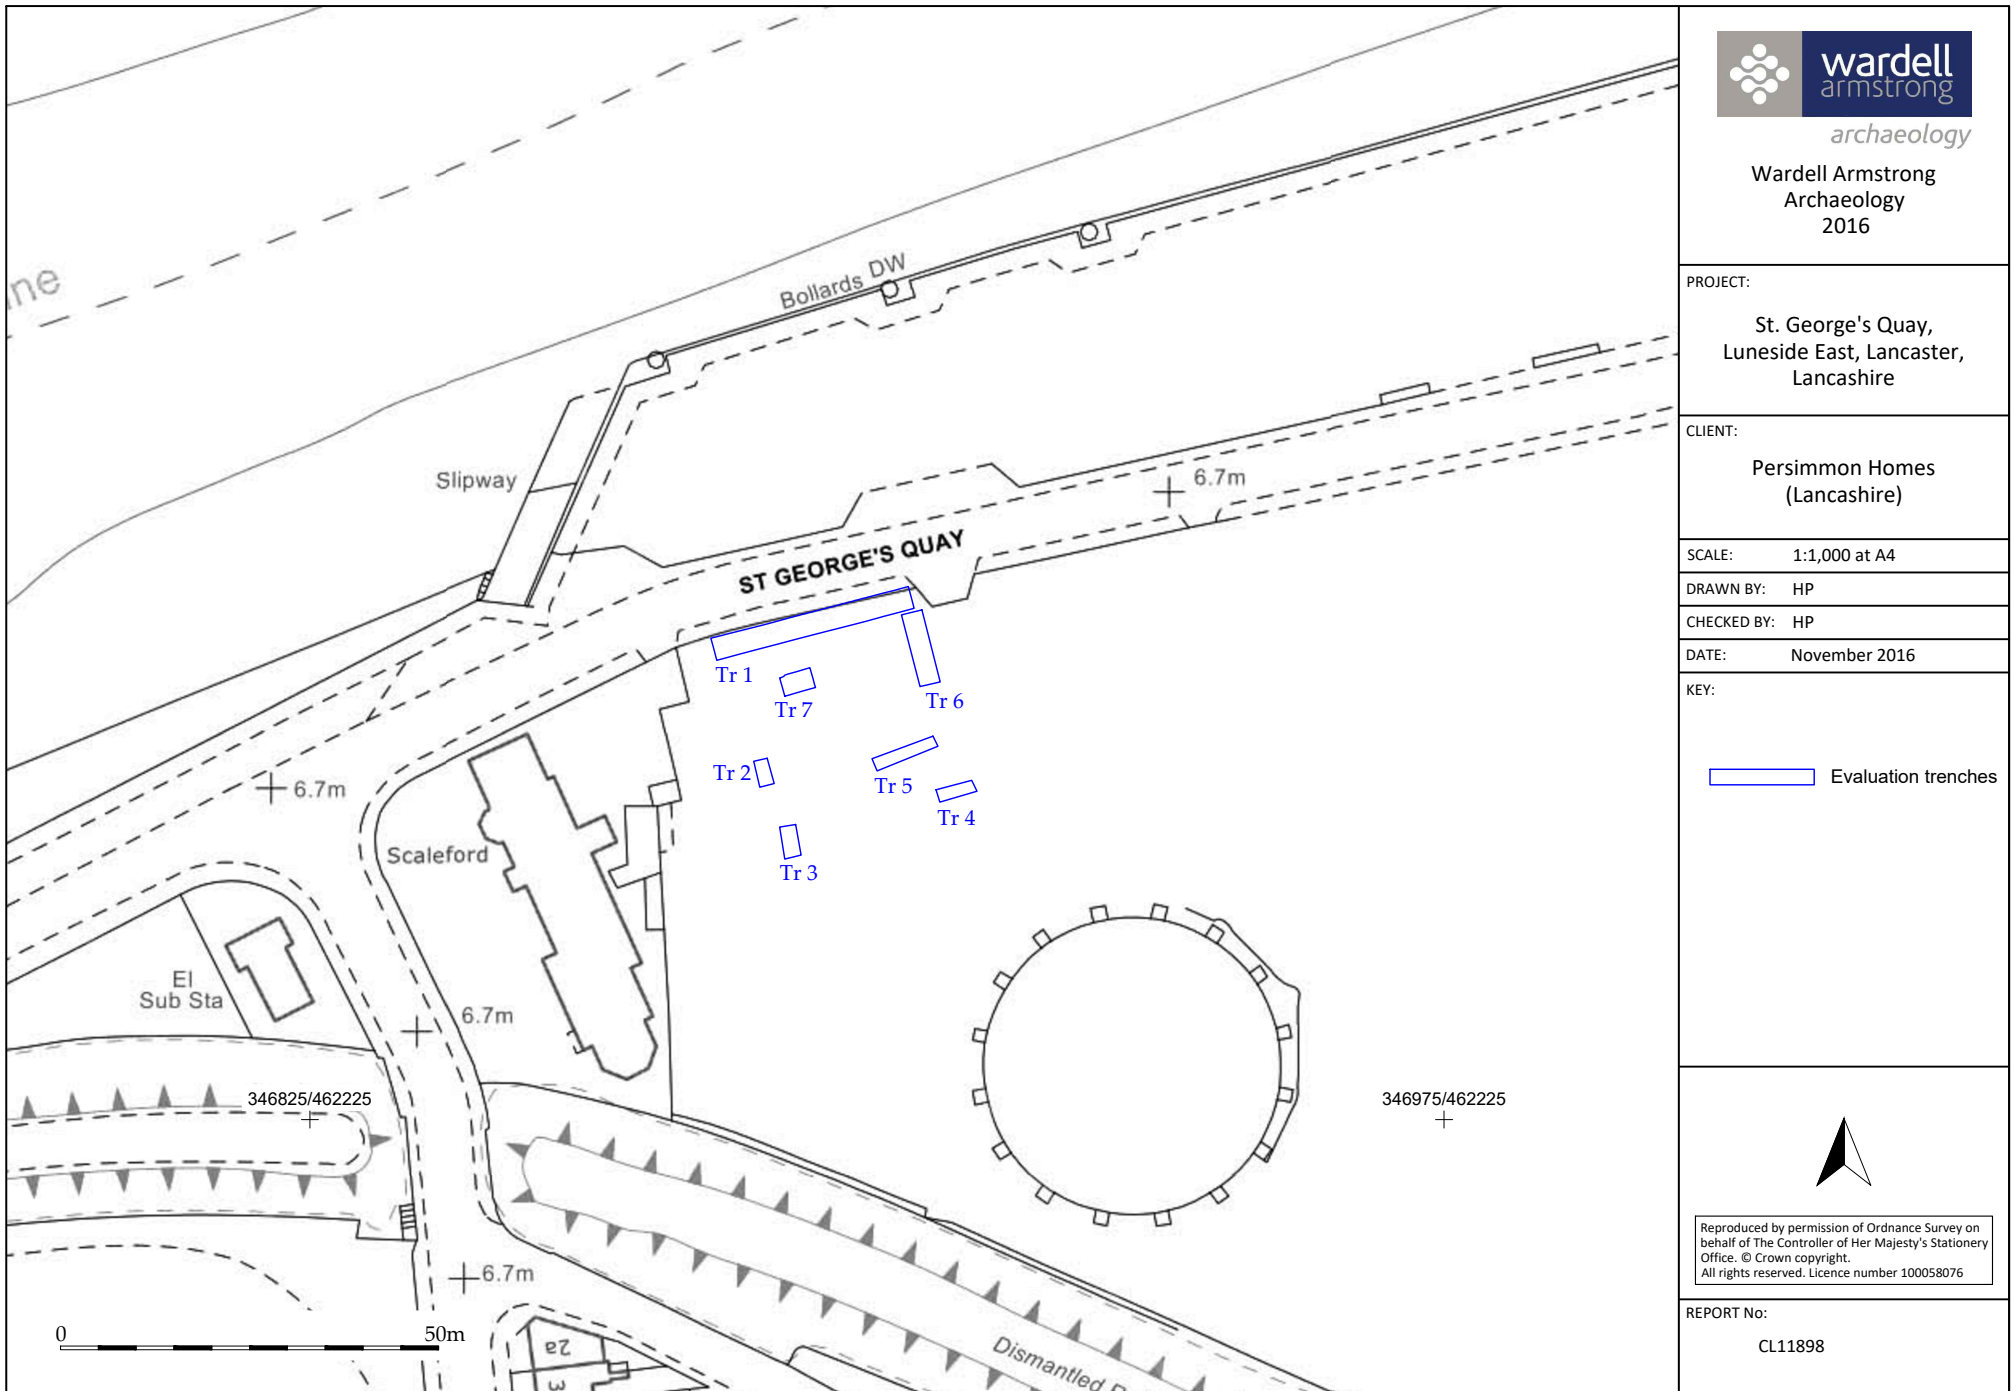 ne
Bollards DW
Slipway
6.7m
ST GEORGE'S QUAY
Tr 1
Tr 7
Tr 6
Tr 2
Tr 5
Tr 4
Tr 3
6.7m
Scaleford
El
Sub Sta
6.7m
346825/462225
346975/462225
6.7m
0
50m
2a
3
Dismantled
wardell
armstrong
archaeology
Wardell Armstrong
Archaeology
2016
PROJECT:
St. George's Quay,
Luneside East, Lancaster,
Lancashire
CLIENT:
Persimmon Homes
(Lancashire)
SCALE: 1:1,000 at A4
DRAWN BY: HP
CHECKED BY: HP
DATE: November 2016
KEY:
Evaluation trenches
Reproduced by permission of Ordnance Survey on
behalf of The Controller of Her Majesty's Stationery
Office. © Crown copyright.
All rights reserved. Licence number 100058076
REPORT No:
CL11898